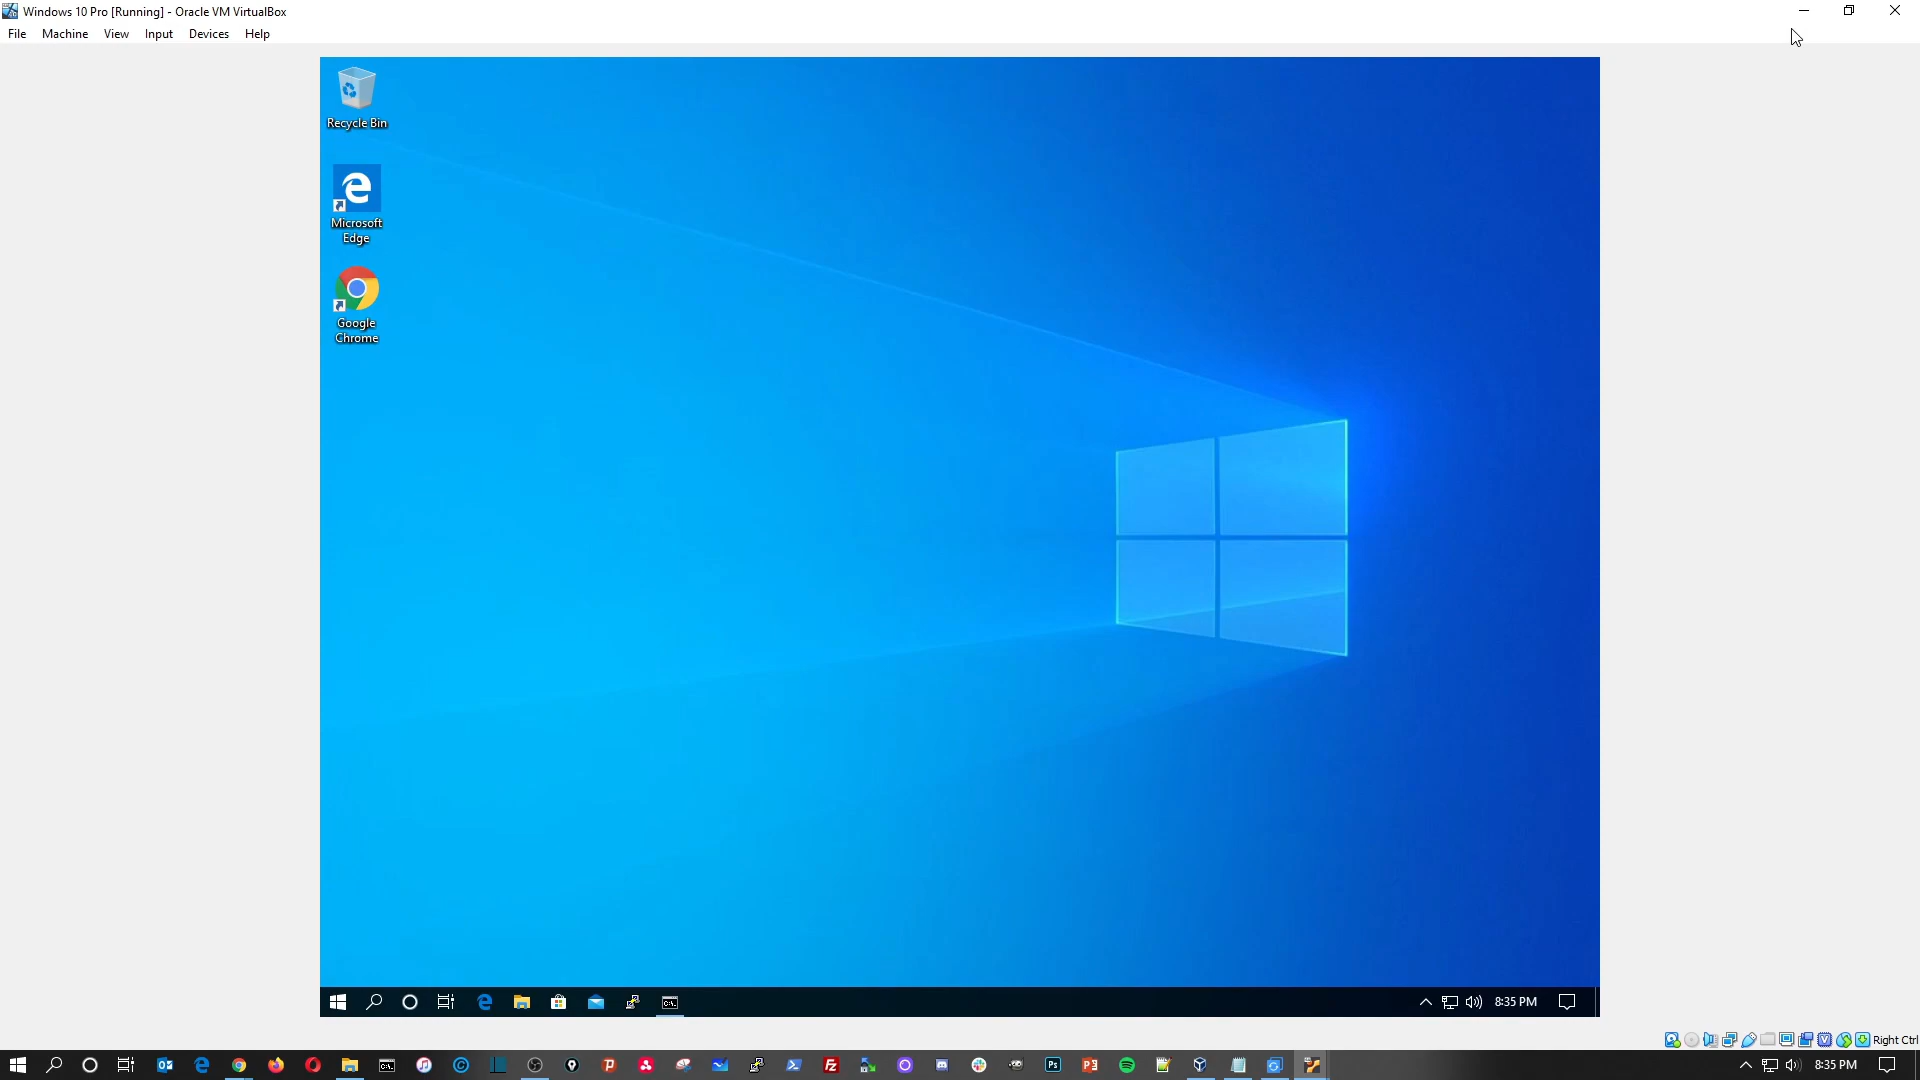 Windows 10 Pro [Running] - Oracle VM VirtualBox
File Machine View Input Devices Help
Recycle Bin
Microsoft
Edge
Google
Chrome
8:35 PM
Right Ctrl
8:35 PM